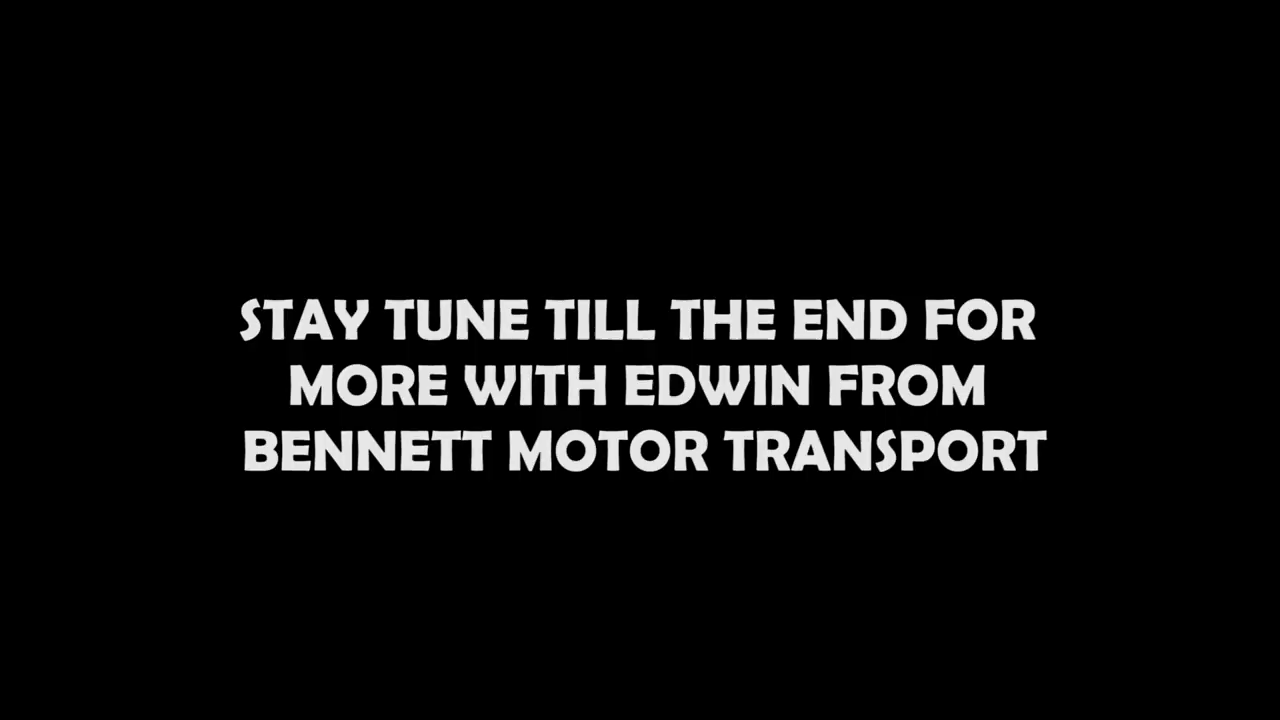 STAY TUNE TILL THE END FOR
MORE WITH EDWIN FROM
BENNETT MOTOR TRANSPORT